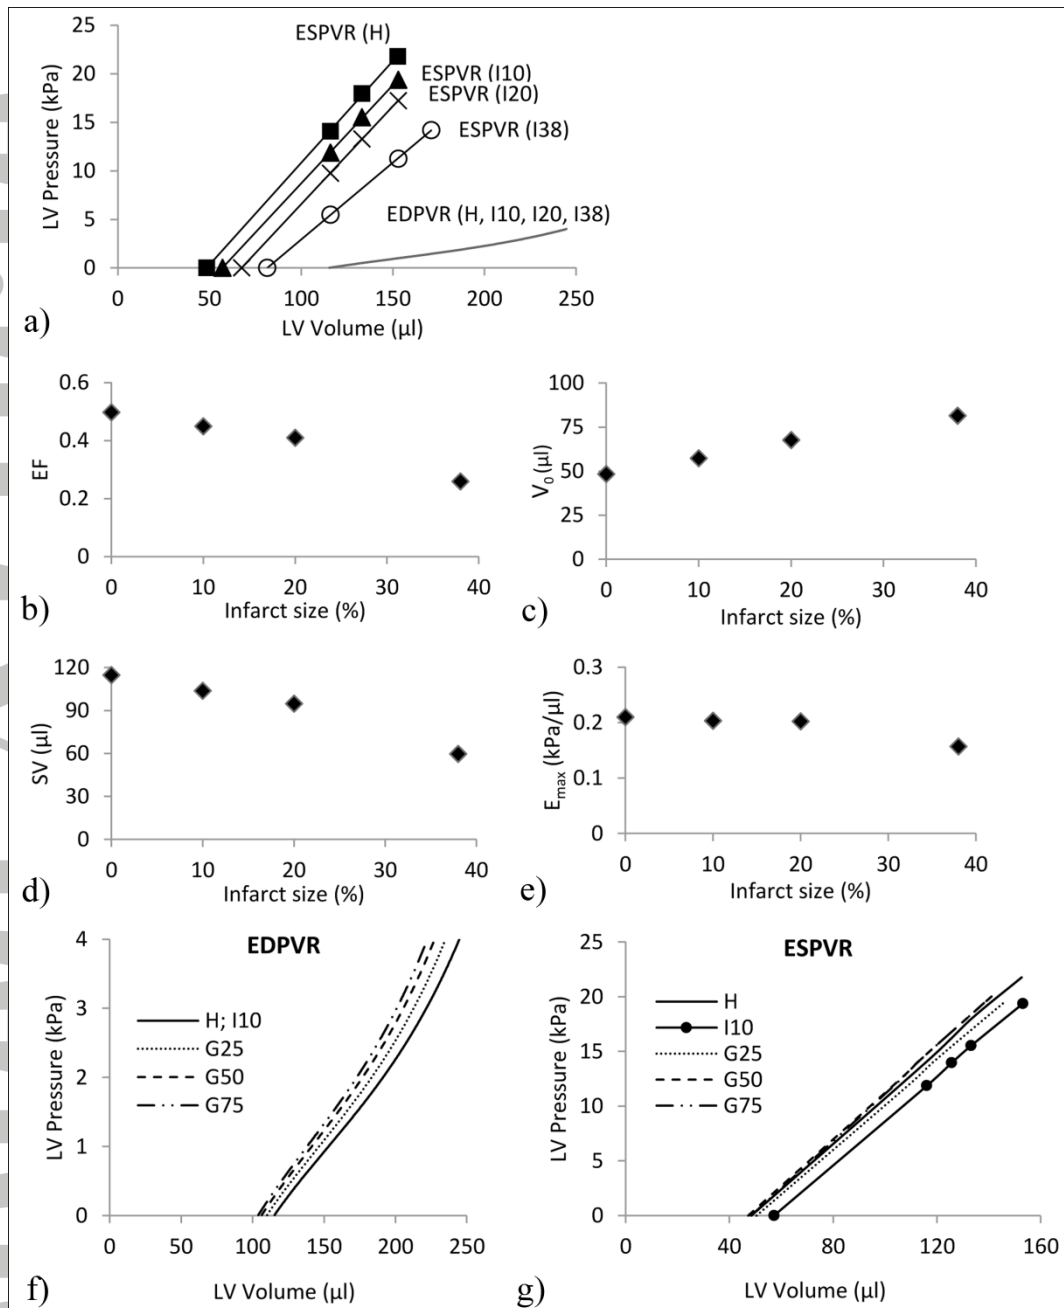 ESPVR (H)
ESPVR (I10)
ESPVR (I20)
ESPVR (I38)
EDPVR (H, I10, I20, I38)
LV Pressure (kPa)
25
20
15
10
5
0
0 50 100 150 200 250
LV Volume (µl)
a)
EF
0.6
0.4
0.2
0
0 10 20 30 40
Infarct size (%)
b)
V₀ (µl)
100
75
50
25
0
0 10 20 30 40
Infarct size (%)
c)
SV (µl)
120
90
60
30
0
0 10 20 30 40
Infarct size (%)
d)
Eₘₐₓ (kPa/µl)
0.3
0.2
0.1
0
0 10 20 30 40
Infarct size (%)
e)
EDPVR
H; I10
G25
G50
G75
LV Pressure (kPa)
4
3
2
1
0
0 50 100 150 200 250
LV Volume (µl)
f)
ESPVR
H
I10
G25
G50
G75
LV Pressure (kPa)
25
20
15
10
5
0
0 40 80 120 160
LV Volume (µl)
g)